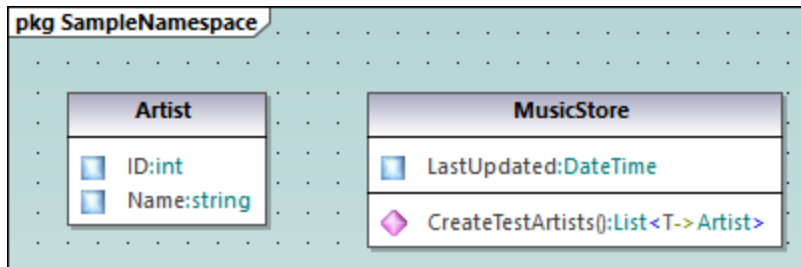 pkg SampleNamespace
Artist
ID:int
Name:string
MusicStore
LastUpdated:DateTime
CreateTestArtists():List<T->Artist>